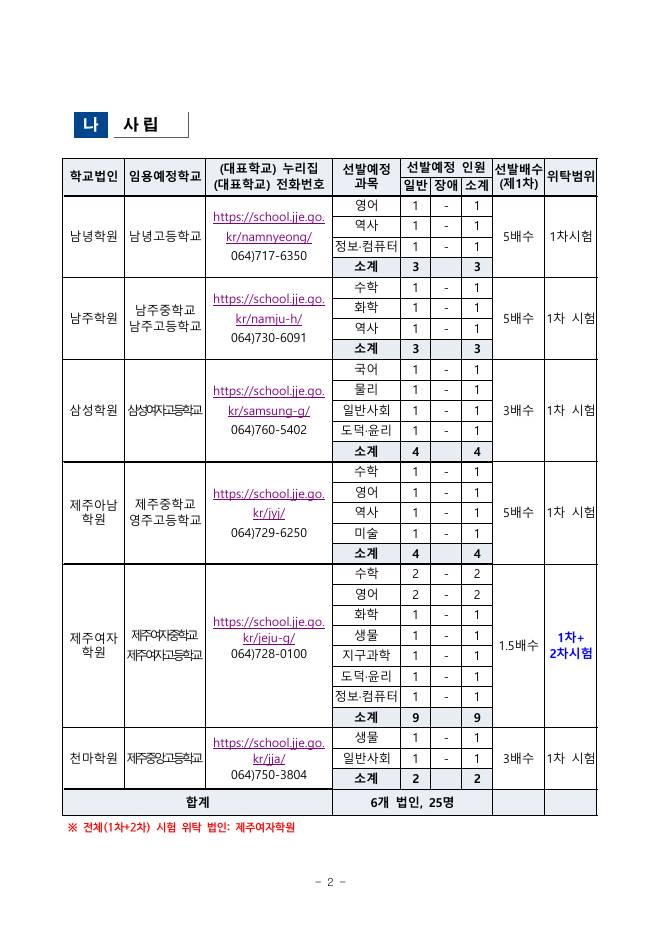 나 사립
학교법인 임용예정학교 (대표학교) 누리집 (대표학교) 전화번호 선발예정 과목 선발예정 인원 선발배수 (제1차) 위탁범위
일반 장애 소계
남녕학원 남녕고등학교 https://school.jje.go.kr/namnyeong/ 064)717-6350 영어 1 - 1 5배수 1차시험
역사 1 - 1
정보·컴퓨터 1 - 1
소계 3 3
남주학원 남주중학교 남주고등학교 https://school.jje.go.kr/namju-h/ 064)730-6091 수학 1 - 1 5배수 1차 시험
화학 1 - 1
역사 1 - 1
소계 3 3
삼성학원 삼성여자고등학교 https://school.jje.go.kr/samsung-g/ 064)760-5402 국어 1 - 1 3배수 1차 시험
물리 1 - 1
일반사회 1 - 1
도덕·윤리 1 - 1
소계 4 4
제주아남학원 제주중학교 영주고등학교 https://school.jje.go.kr/jyj/ 064)729-6250 수학 1 - 1 5배수 1차 시험
영어 1 - 1
역사 1 - 1
미술 1 - 1
소계 4 4
제주여자학원 제주여자중학교 제주여자고등학교 https://school.jje.go.kr/jeju-g/ 064)728-0100 수학 2 - 2 1.5배수 1차+2차시험
영어 2 - 2
화학 1 - 1
생물 1 - 1
지구과학 1 - 1
도덕·윤리 1 - 1
정보·컴퓨터 1 - 1
소계 9 9
천마학원 제주중앙고등학교 https://school.jje.go.kr/jja/ 064)750-3804 생물 1 - 1 3배수 1차 시험
일반사회 1 - 1
소계 2 2
합계 6개 법인, 25명
※ 전체(1차+2차) 시험 위탁 법인: 제주여자학원
- 2 -